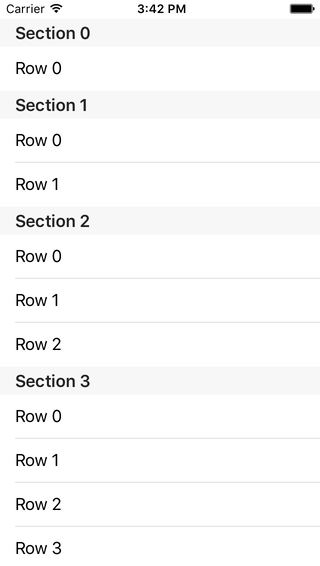 Carrier 3:42 PM
Section 0
Row 0
Section 1
Row 0
Row 1
Section 2
Row 0
Row 1
Row 2
Section 3
Row 0
Row 1
Row 2
Row 3